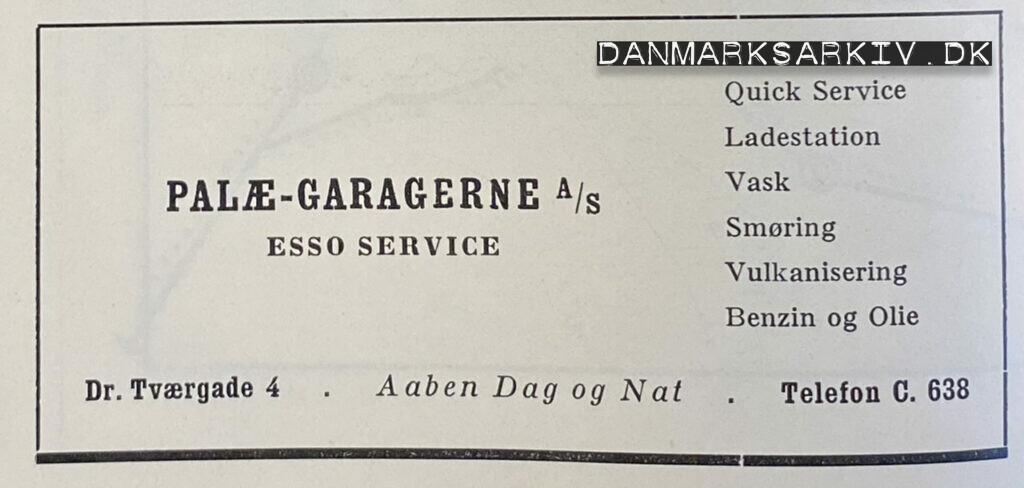 DANMARKSARKIV.DK
PALÆ-GARAGERNE A/S
ESSO SERVICE
Quick Service
Ladestation
Vask
Smøring
Vulkanisering
Benzin og Olie
Dr. Tværgade 4 . Aaben Dag og Nat . Telefon C. 638